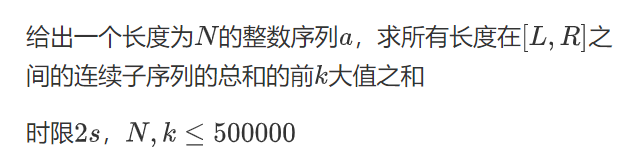 给出一个长度为N的整数序列a，求所有长度在[L, R]之
间的连续子序列的总和的前k大值之和
时限2s，N, k ≤ 500000